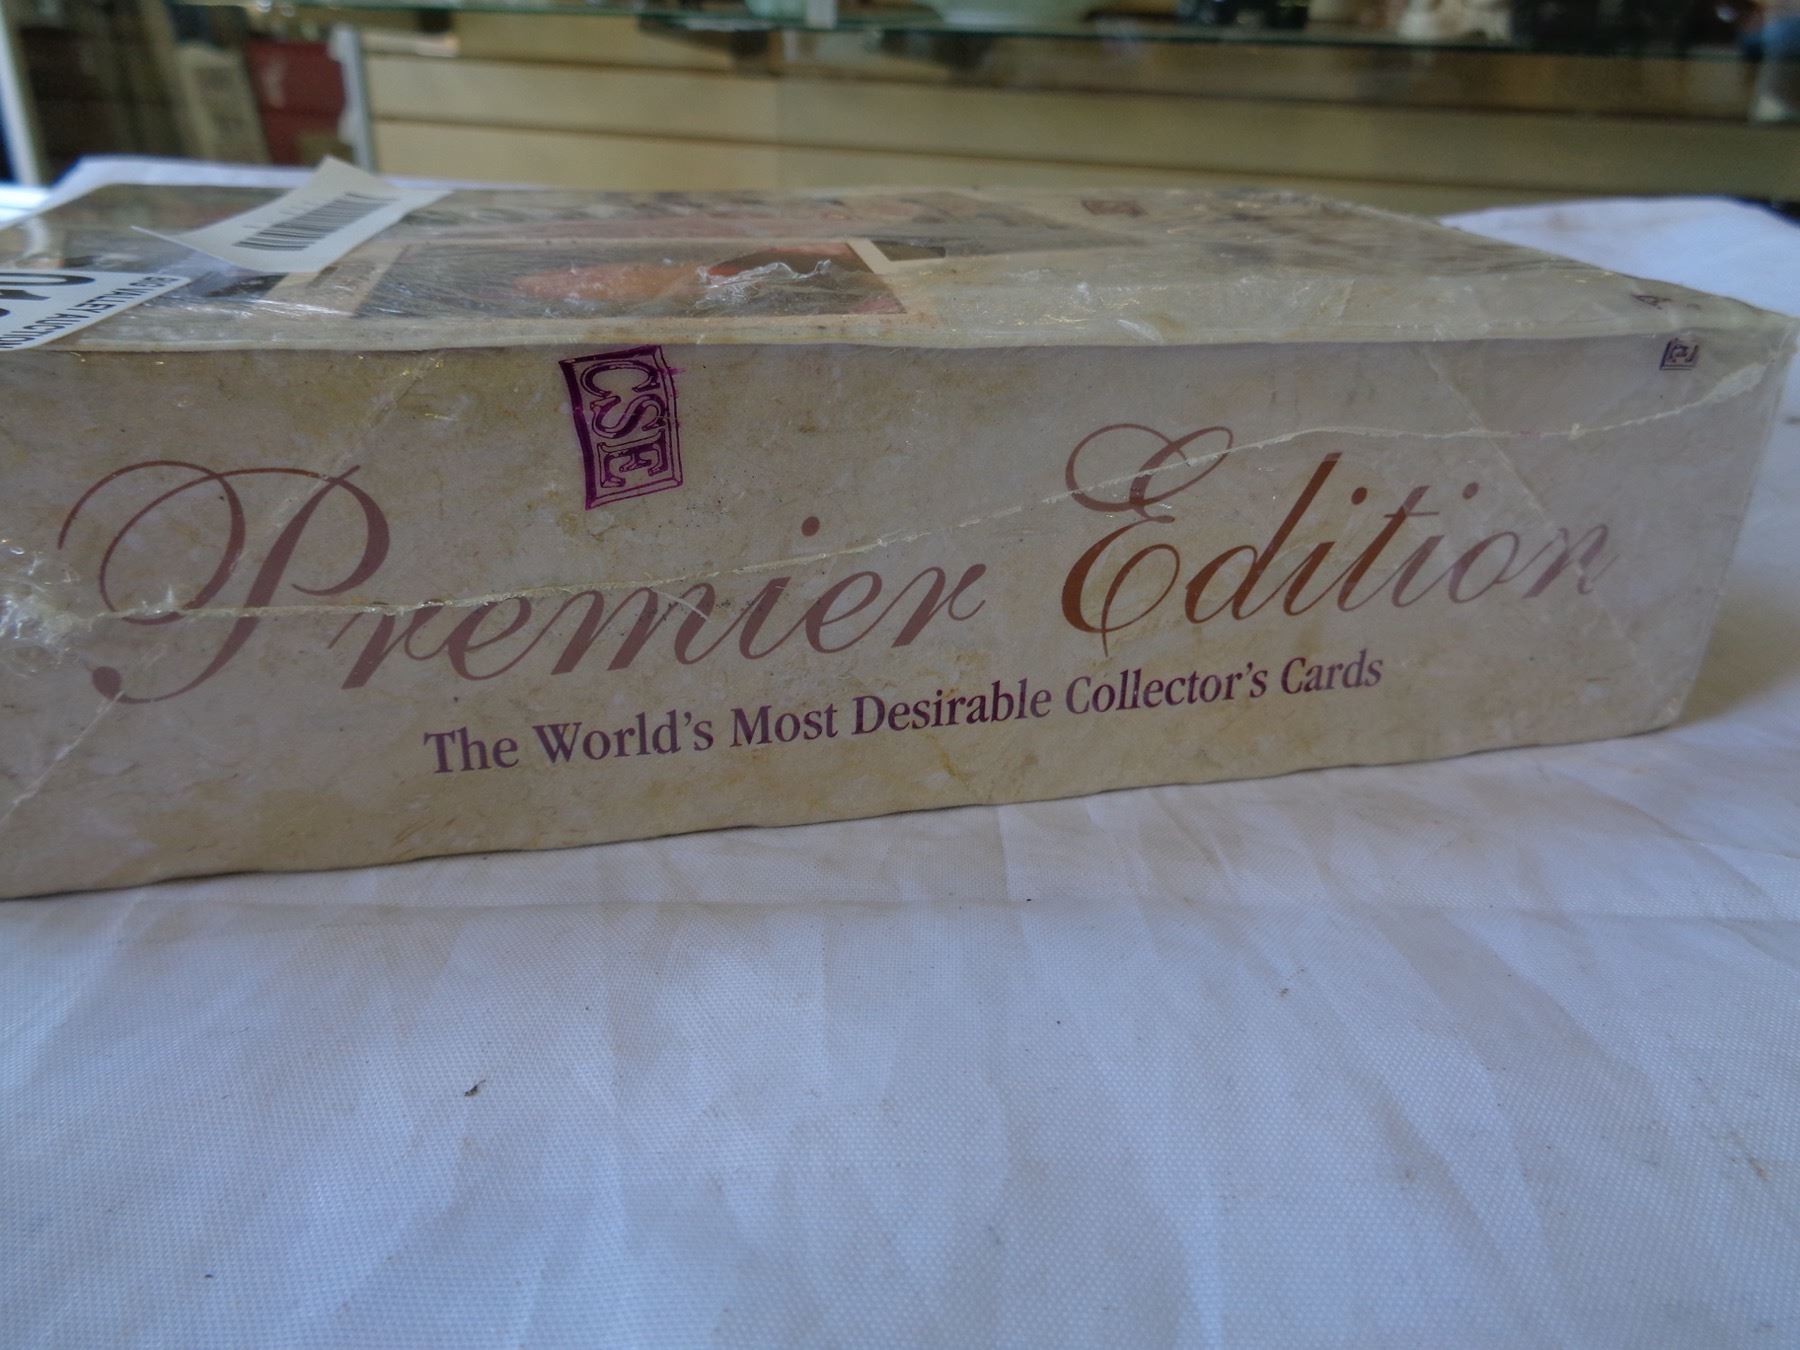 CSE
Premier Edition
The World's Most Desirable Collector's Cards